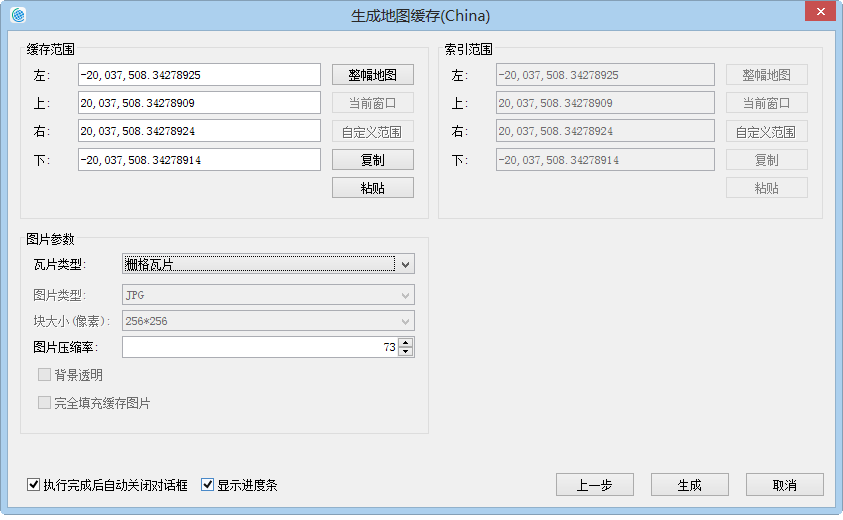 生成地图缓存(China)
缓存范围
左: -20,037,508.34278925 整幅地图
上: 20,037,508.34278909 当前窗口
右: 20,037,508.34278924 自定义范围
下: -20,037,508.34278914 复制
粘贴
索引范围
左: -20,037,508.34278925 整幅地图
上: 20,037,508.34278909 当前窗口
右: 20,037,508.34278924 自定义范围
下: -20,037,508.34278914 复制
粘贴
图片参数
瓦片类型: 栅格瓦片
图片类型: JPG
块大小(像素): 256*256
图片压缩率: 73
背景透明
完全填充缓存图片
执行完成后自动关闭对话框 显示进度条 上一步 生成 取消